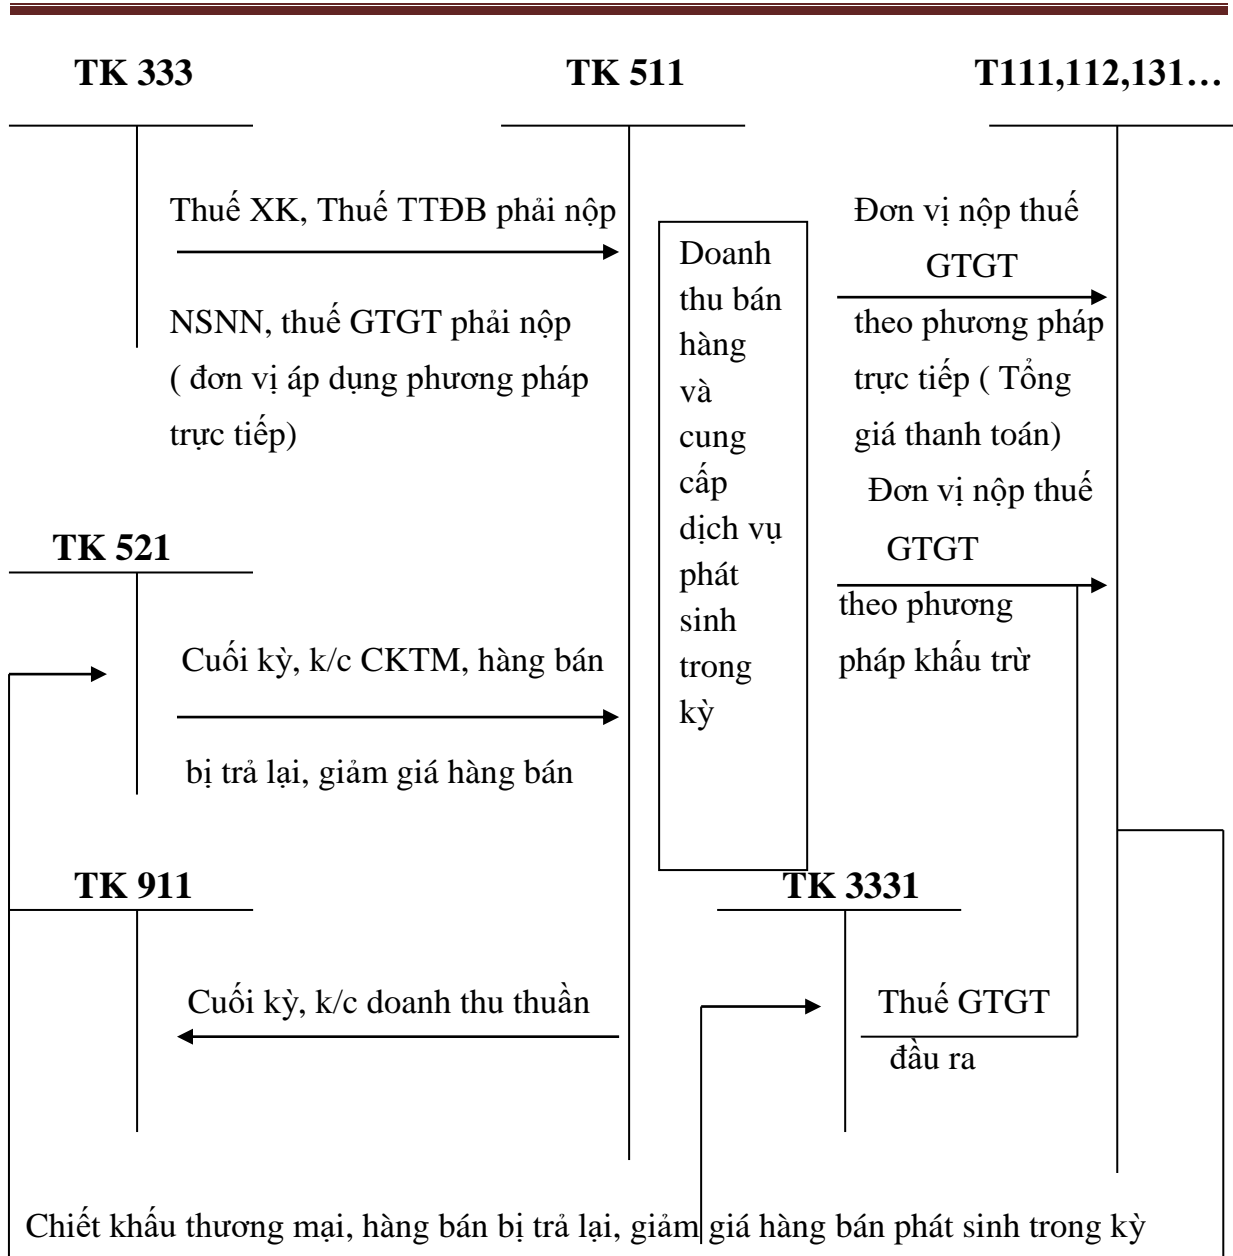 TK 333
TK 511
T111,112,131…
Thuế XK, Thuế TTĐB phải nộp
NSNN, thuế GTGT phải nộp
( đơn vị áp dụng phương pháp
trực tiếp)
Doanh
thu bán
hàng
và
cung
cấp
dịch vụ
phát
sinh
trong
kỳ
Đơn vị nộp thuế
GTGT
theo phương pháp
trực tiếp ( Tổng
giá thanh toán)
Đơn vị nộp thuế
GTGT
theo phương
pháp khấu trừ
TK 521
Cuối kỳ, k/c CKTM, hàng bán
bị trả lại, giảm giá hàng bán
TK 911
TK 3331
Cuối kỳ, k/c doanh thu thuần
Thuế GTGT
đầu ra
Chiết khấu thương mại, hàng bán bị trả lại, giảm giá hàng bán phát sinh trong kỳ